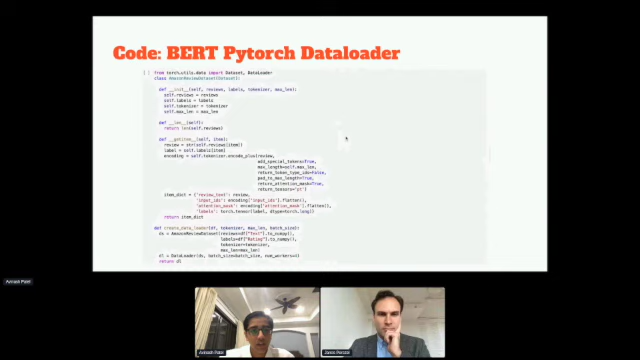 Code: BERT Pytorch Dataloader
[ ] from torch.utils.data import Dataset, DataLoader
class AmazonReviewDataset(Dataset):
def __init__(self, reviews, labels, tokenizer, max_len):
self.reviews = reviews
self.labels = labels
self.tokenizer = tokenizer
self.max_len = max_len
def __len__(self):
return len(self.reviews)
def __getitem__(self, item):
review = str(self.reviews[item])
label = self.labels[item]
encoding = self.tokenizer.encode_plus(review,
add_special_tokens=True,
max_length=self.max_len,
return_token_type_ids=False,
pad_to_max_length=True,
return_attention_mask=True,
return_tensors='pt')
item_dict = {'review_text': review,
'input_ids': encoding['input_ids'].flatten(),
'attention_mask': encoding['attention_mask'].flatten(),
'labels': torch.tensor(label, dtype=torch.long)}
return item_dict
def create_data_loader(df, tokenizer, max_len, batch_size):
ds = AmazonReviewDataset(reviews=df["Text"].to_numpy(),
labels=df["Rating"].to_numpy(),
tokenizer=tokenizer,
max_len=max_len)
dl = DataLoader(ds, batch_size=batch_size, num_workers=4)
return dl
Avinash Patel
Avinash Patel